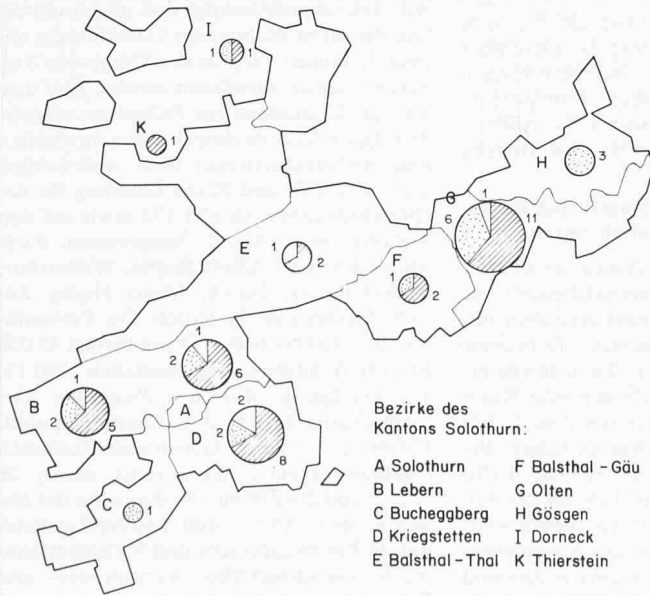 I 1
K 1
H 3
G 1
6 11
E 1
2
F
2
1
2 6
B 1
2 5
A
D 2
8
C 1
Bezirke des
Kantons Solothurn:
A Solothurn
B Lebern
C Bucheggberg
D Kriegstetten
E Balsthal-Thal
F Balsthal-Gäu
G Olten
H Gösgen
I Dorneck
K Thierstein